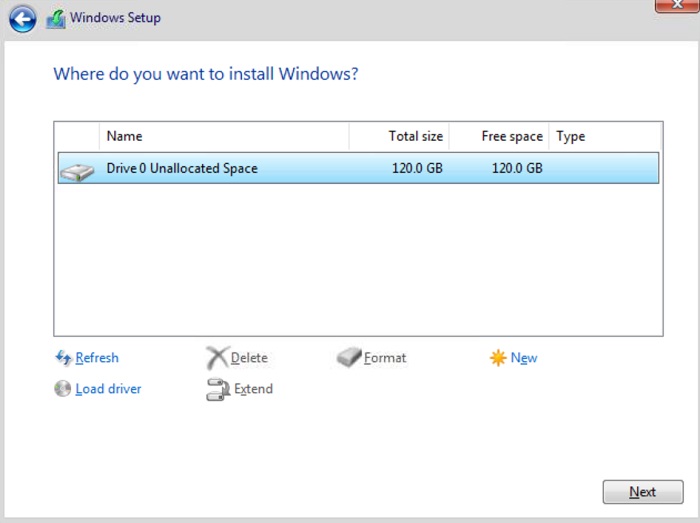 Windows Setup
Where do you want to install Windows?
Name Total size Free space Type
Drive 0 Unallocated Space 120.0 GB 120.0 GB
Refresh Delete Format New
Load driver Extend
Next